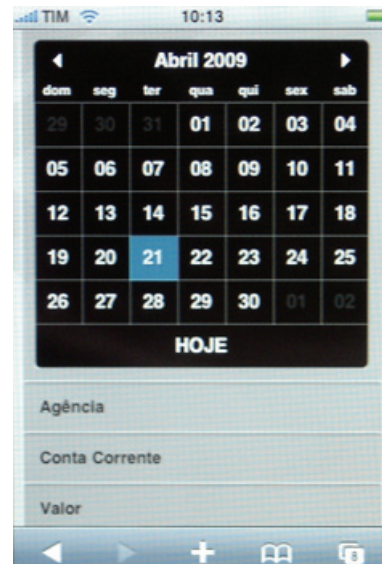 TIM 10:13
Abril 2009
dom seg ter qua qui sex sab
29 30 31 01 02 03 04
05 06 07 08 09 10 11
12 13 14 15 16 17 18
19 20 21 22 23 24 25
26 27 28 29 30 01 02
HOJE
Agência
Conta Corrente
Valor
8